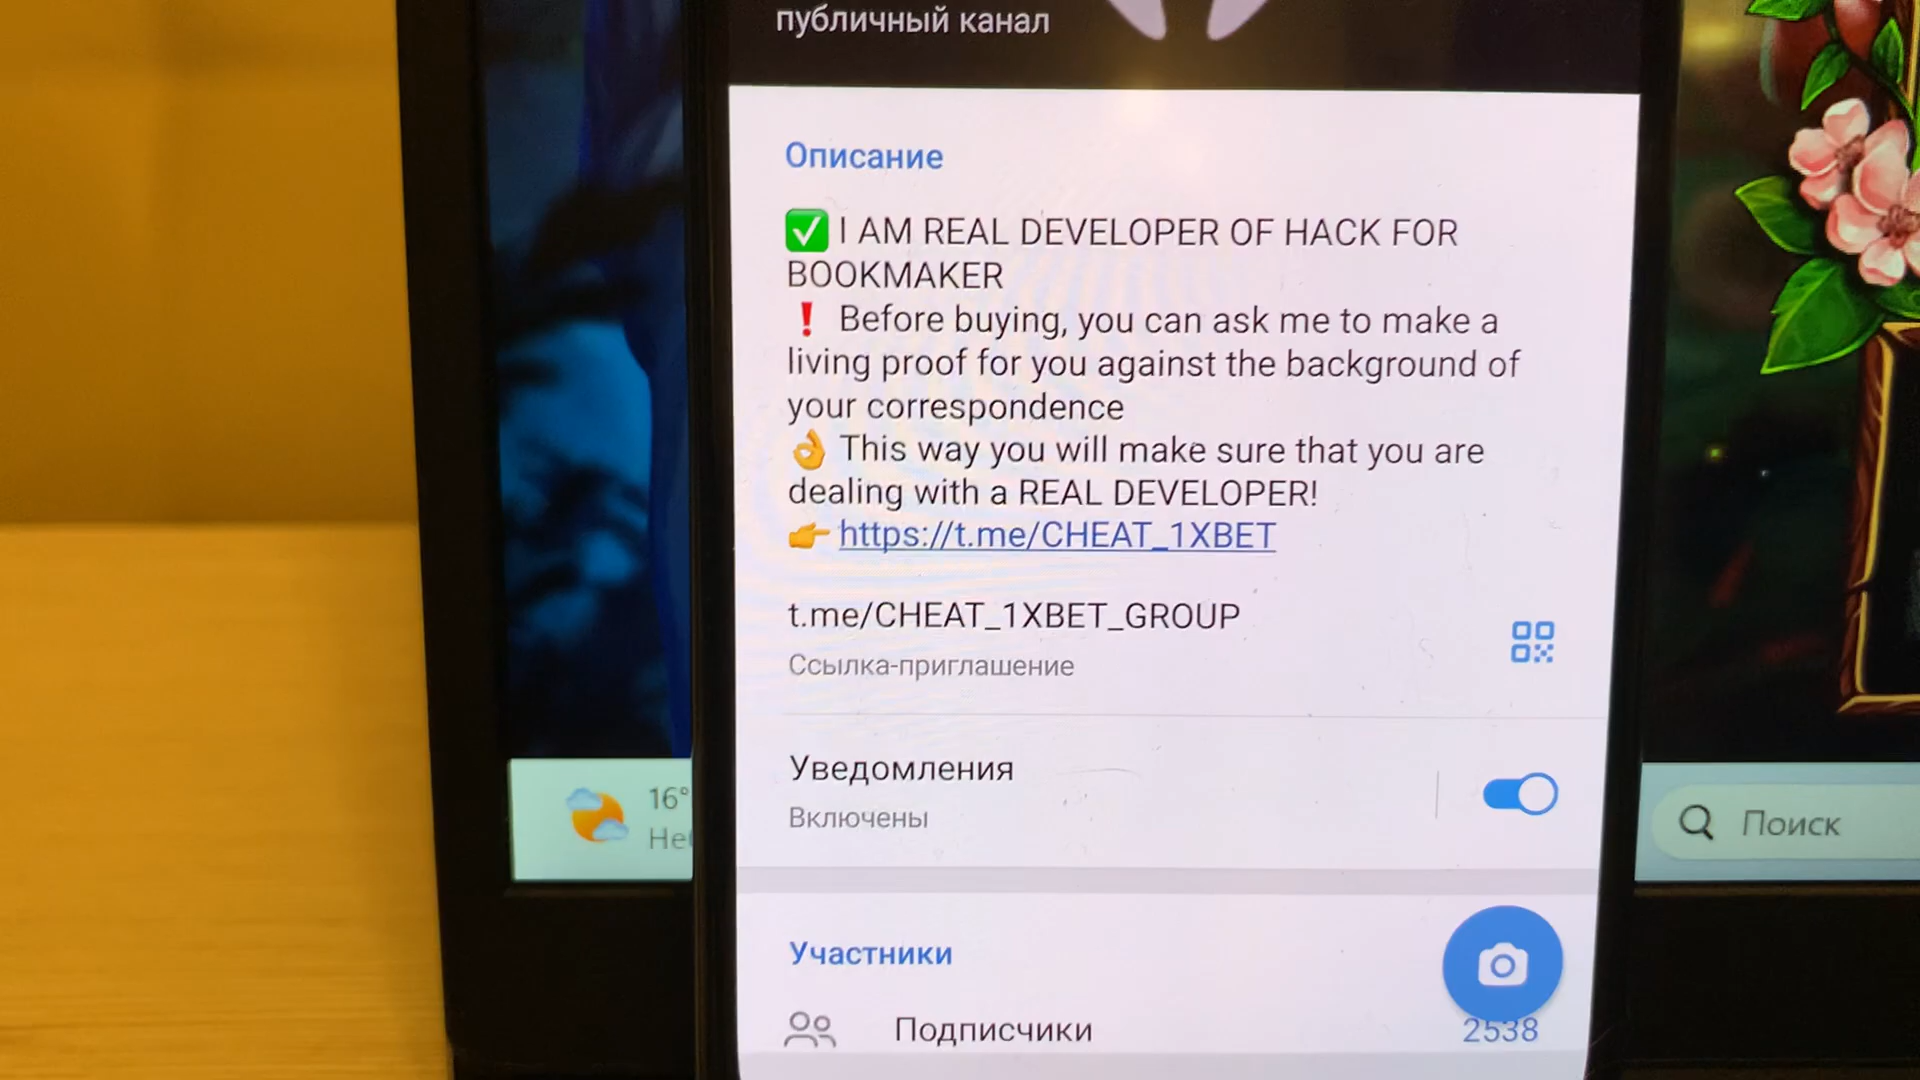 публичный канал
Описание
✅ I AM REAL DEVELOPER OF HACK FOR
BOOKMAKER
❗ Before buying, you can ask me to make a
living proof for you against the background of
your correspondence
👌 This way you will make sure that you are
dealing with a REAL DEVELOPER!
👉 https://t.me/CHEAT_1XBET
t.me/CHEAT_1XBET_GROUP
Ссылка-приглашение
Уведомления
Включены
16°
Поиск
Участники
Подписчики 2538